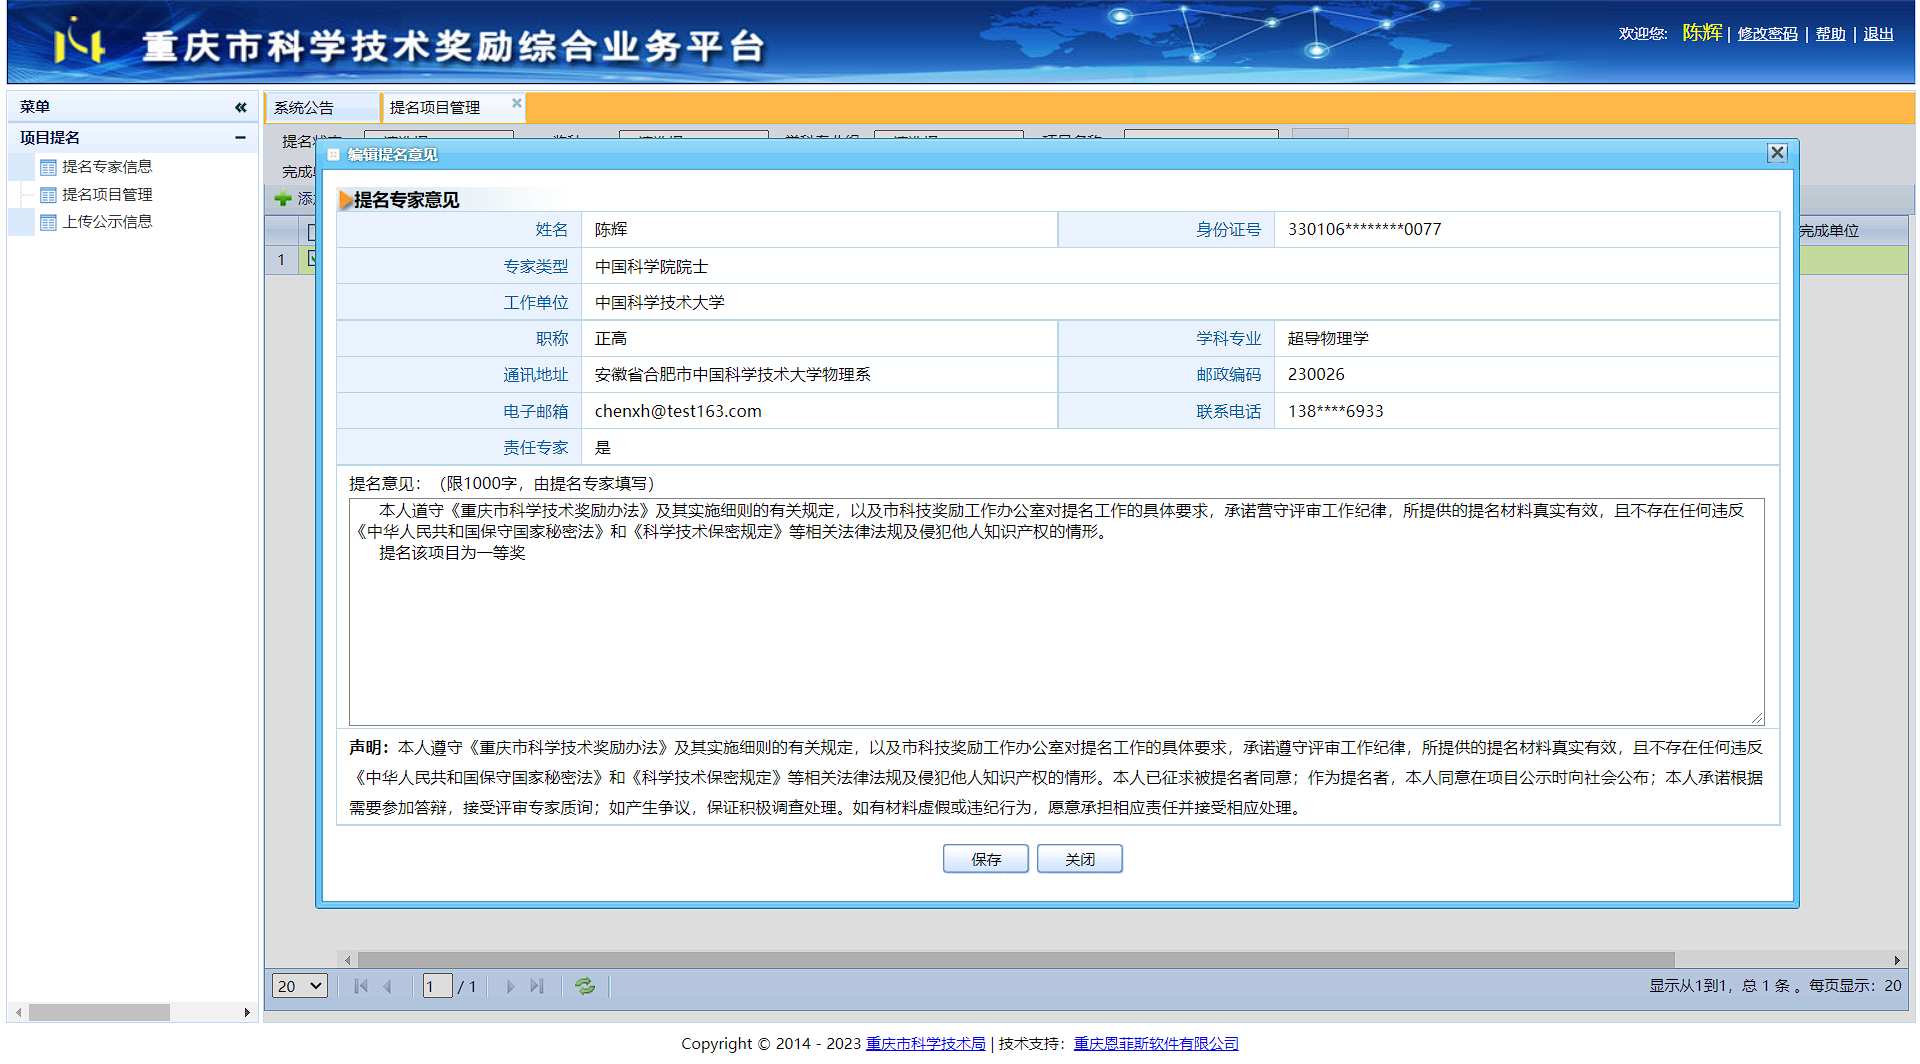 重庆市科学技术奖励综合业务平台
欢迎您: 陈辉 | 修改密码 | 帮助 | 退出
菜单
项目提名
提名专家信息
提名项目管理
上传公示信息
系统公告
提名项目管理
编辑提名意见
提名专家意见
姓名 陈辉 身份证号 330106********0077
专家类型 中国科学院院士
工作单位 中国科学技术大学
职称 正高 学科专业 超导物理学
通讯地址 安徽省合肥市中国科学技术大学物理系 邮政编码 230026
电子邮箱 chenxh@test163.com 联系电话 138****6933
责任专家 是
提名意见：（限1000字，由提名专家填写）
本人道守《重庆市科学技术奖励办法》及其实施细则的有关规定，以及市科技奖励工作办公室对提名工作的具体要求，承诺营守评审工作纪律，所提供的提名材料真实有效，且不存在任何违反
《中华人民共和国保守国家秘密法》和《科学技术保密规定》等相关法律法规及侵犯他人知识产权的情形。
提名该项目为一等奖
声明：本人遵守《重庆市科学技术奖励办法》及其实施细则的有关规定，以及市科技奖励工作办公室对提名工作的具体要求，承诺遵守评审工作纪律，所提供的提名材料真实有效，且不存在任何违反
《中华人民共和国保守国家秘密法》和《科学技术保密规定》等相关法律法规及侵犯他人知识产权的情形。本人已征求被提名者同意；作为提名者，本人同意在项目公示时向社会公布；本人承诺根据
需要参加答辩，接受评审专家质询；如产生争议，保证积极调查处理。如有材料虚假或违纪行为，愿意承担相应责任并接受相应处理。
保存 关闭
完成单位
1
20 1 / 1 显示从1到1，总 1 条 。每页显示：20
Copyright © 2014 - 2023 重庆市科学技术局 | 技术支持：重庆恩菲斯软件有限公司